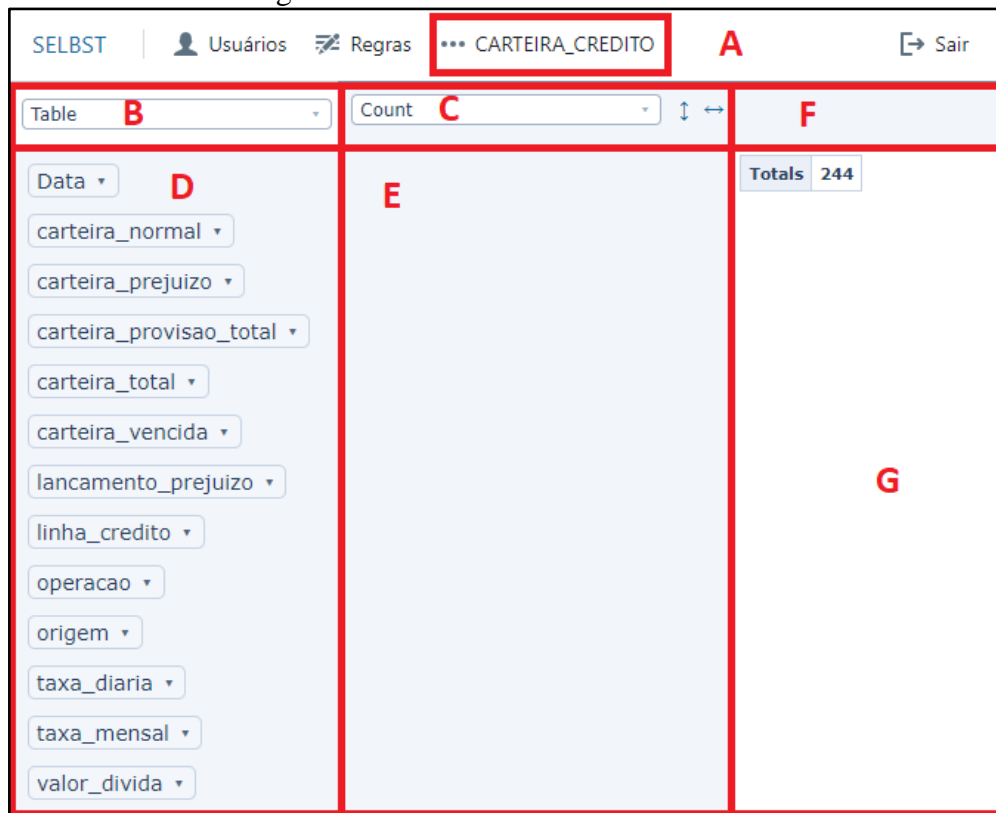 SELBST Usuários Regras ••• CARTEIRA_CREDITO A Sair
Table B Count C ↕ ↔ F
Data D E Totals 244
carteira_normal
carteira_prejuizo
carteira_provisao_total
carteira_total
carteira_vencida
lancamento_prejuizo G
linha_credito
operacao
origem
taxa_diaria
taxa_mensal
valor_divida